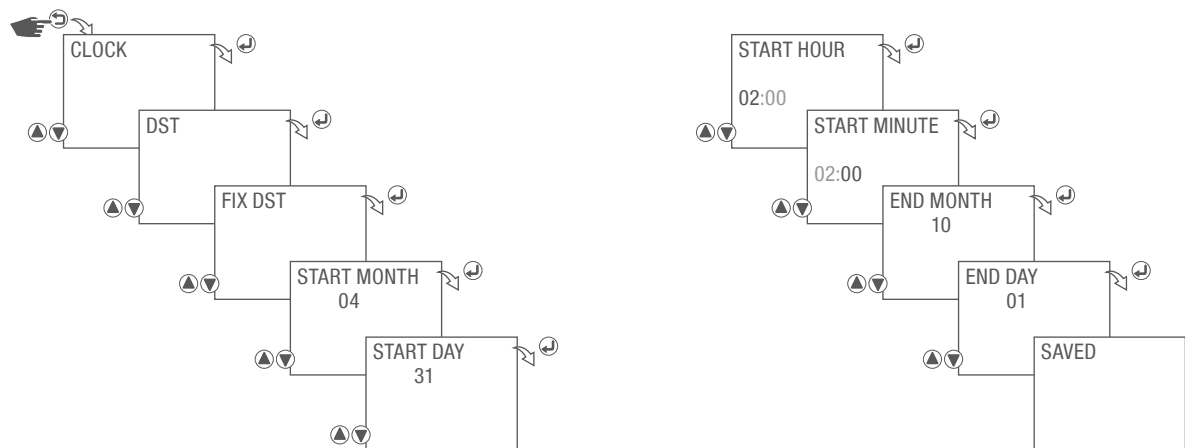 CLOCK
DST
FIX DST
START MONTH
04
START DAY
31
START HOUR
02:00
START MINUTE
02:00
END MONTH
10
END DAY
01
SAVED